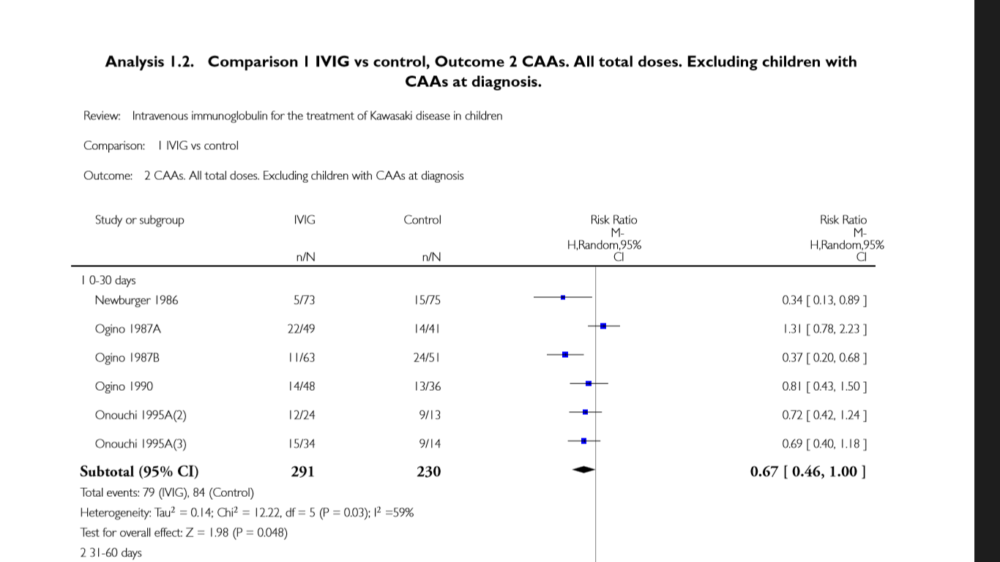 Analysis 1.2. Comparison 1 IVIG vs control, Outcome 2 CAAs. All total doses. Excluding children with
CAAs at diagnosis.
Review: Intravenous immunoglobulin for the treatment of Kawasaki disease in children
Comparison: 1 IVIG vs control
Outcome: 2 CAAs. All total doses. Excluding children with CAAs at diagnosis
Study or subgroup IVIG Control Risk Ratio Risk Ratio
M- M-
H,Random,95% H,Random,95%
n/N n/N CI CI
1 0-30 days
Newburger 1986 5/73 15/75 0.34 [ 0.13, 0.89 ]
Ogino 1987A 22/49 14/41 1.31 [ 0.78, 2.23 ]
Ogino 1987B 11/63 24/51 0.37 [ 0.20, 0.68 ]
Ogino 1990 14/48 13/36 0.81 [ 0.43, 1.50 ]
Onouchi 1995A(2) 12/24 9/13 0.72 [ 0.42, 1.24 ]
Onouchi 1995A(3) 15/34 9/14 0.69 [ 0.40, 1.18 ]
Subtotal (95% CI) 291 230 0.67 [ 0.46, 1.00 ]
Total events: 79 (IVIG), 84 (Control)
Heterogeneity: Tau² = 0.14; Chi² = 12.22, df = 5 (P = 0.03); I² =59%
Test for overall effect: Z = 1.98 (P = 0.048)
2 31-60 days